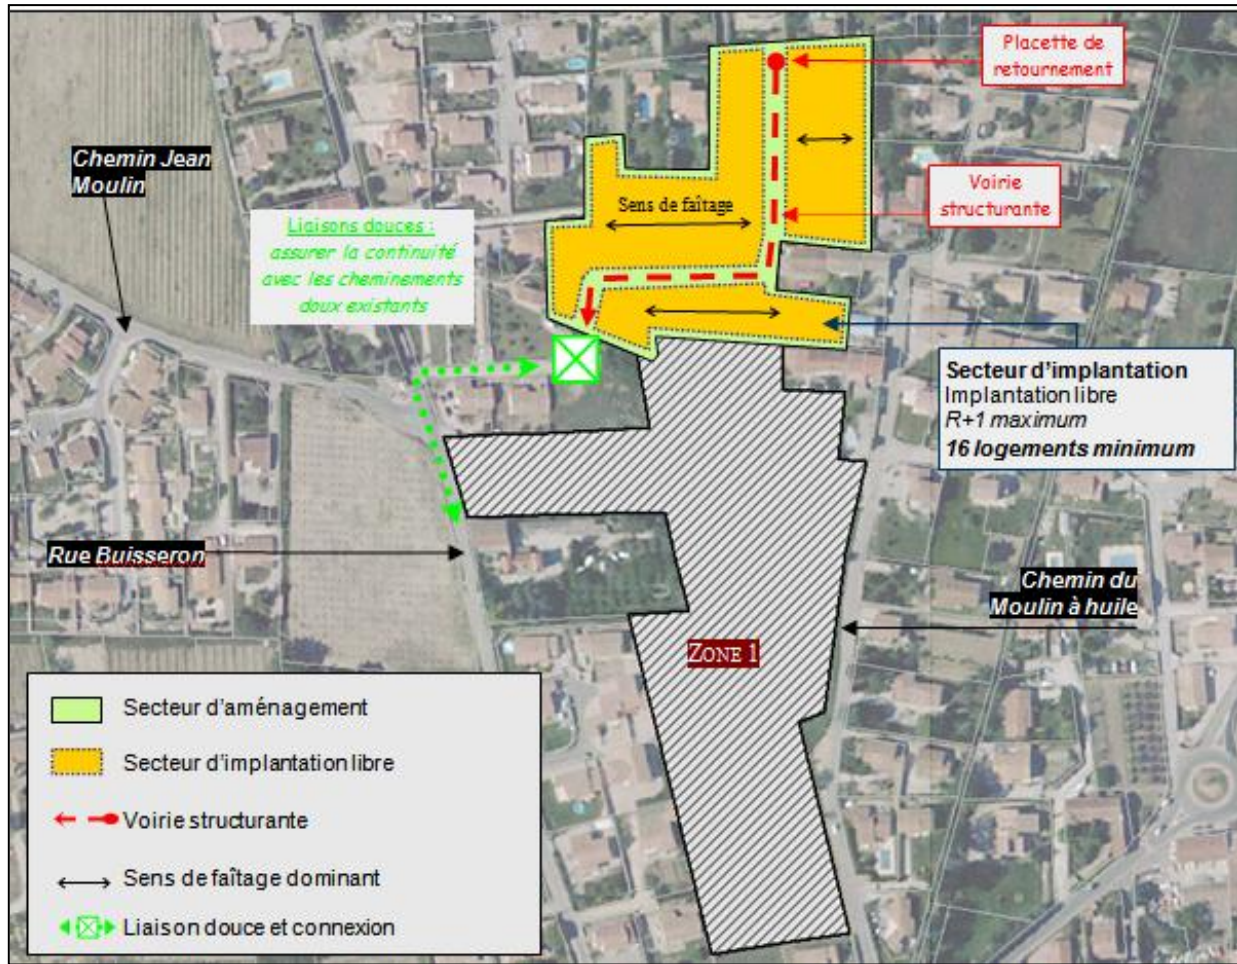 Placette de
retournement
Chemin Jean
Moulin
Voirie
structurante
Sens de faîtage
Liaisons douces :
assurer la continuité
avec les cheminements
doux existants
Secteur d'implantation
Implantation libre
R+1 maximum
16 logements minimum
Rue Buisseron
Chemin du
Moulin à huile
ZONE 1
Secteur d'aménagement
Secteur d'implantation libre
Voirie structurante
Sens de faîtage dominant
Liaison douce et connexion